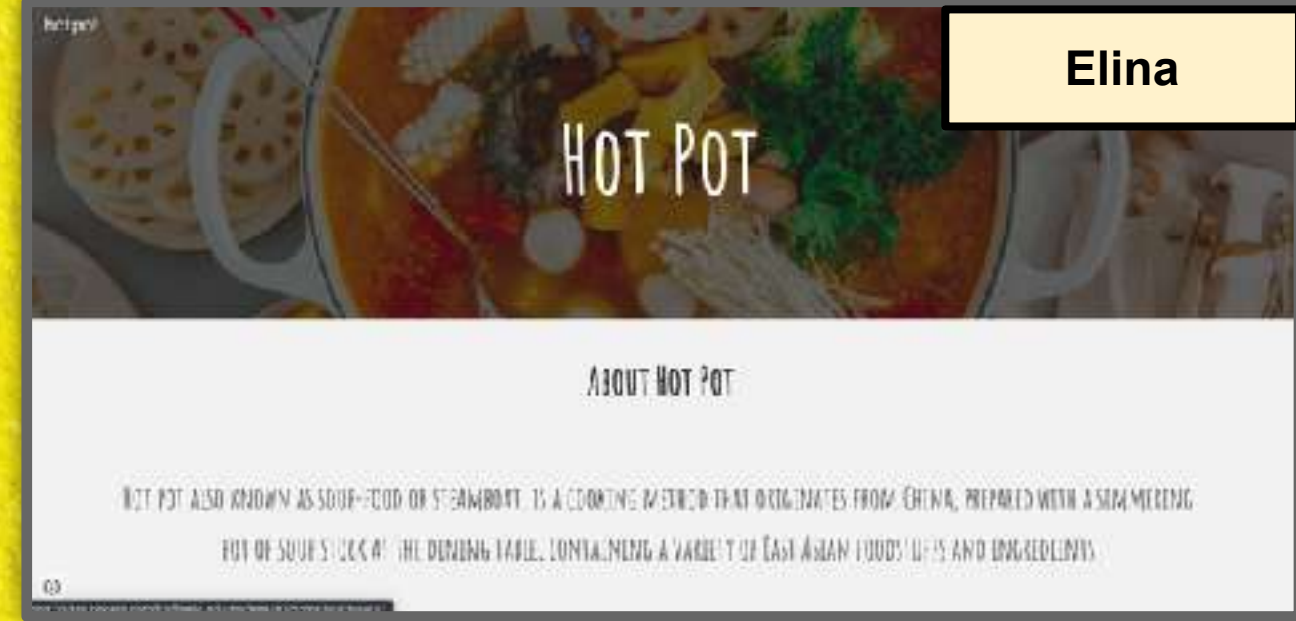 hotpot
Elina
HOT POT
ABOUT HOT POT
HOT POT ALSO KNOWN AS SOUP-FOOD OR STEAMBOAT, IS A COOKING METHOD THAT ORIGINATES FROM CHINA, PREPARED WITH A SIMMERING
POT OF SOUP STOCK AT THE DINING TABLE, CONTAINING A VARIETY OF EAST ASIAN FOODSTUFFS AND INGREDIENTS